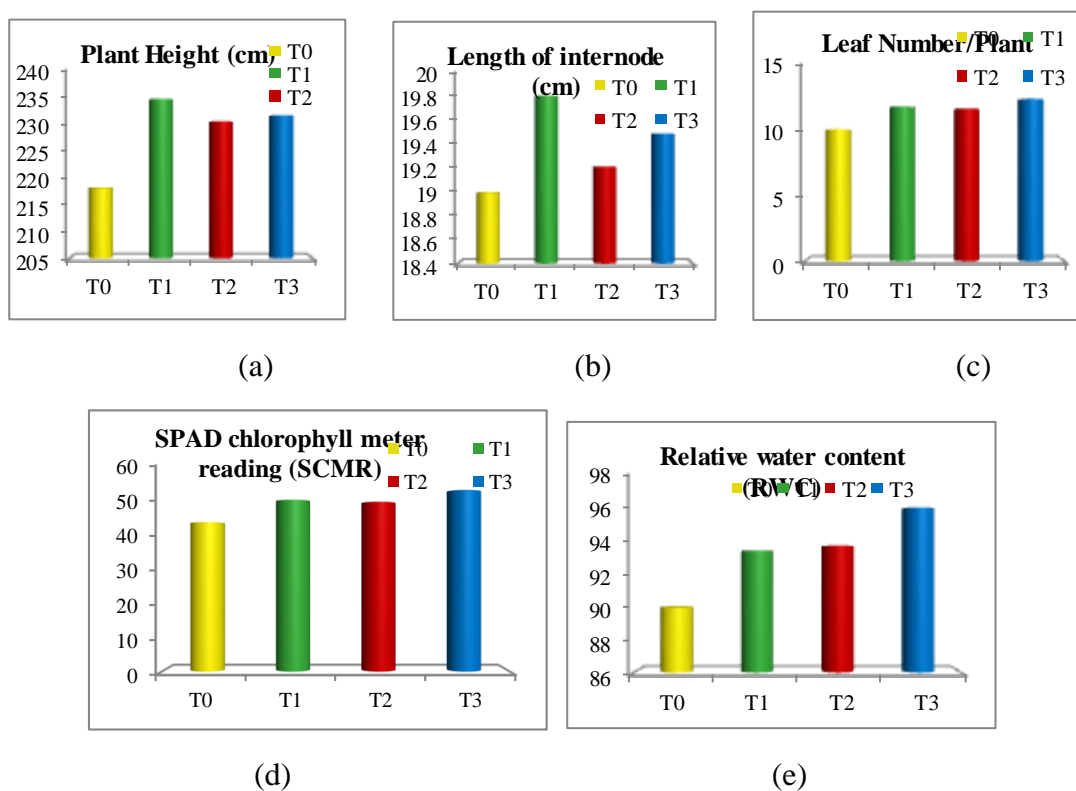 Plant Height (cm)
T0
T1
T2
240
235
230
225
220
215
210
205
T0 T1 T2 T3
(a)
Length of internode
(cm)
T0 T1
T2 T3
20
19.8
19.6
19.4
19.2
19
18.8
18.6
18.4
T0 T1 T2 T3
(b)
Leaf Number/Plant
T0 T1
T2 T3
15
10
5
0
T0 T1 T2 T3
(c)
SPAD chlorophyll meter
reading (SCMR)
T0 T1
T2 T3
60
50
40
30
20
10
0
T0 T1 T2 T3
(d)
Relative water content
(RWC)
T0 T1 T2 T3
98
96
94
92
90
88
86
T0 T1 T2 T3
(e)